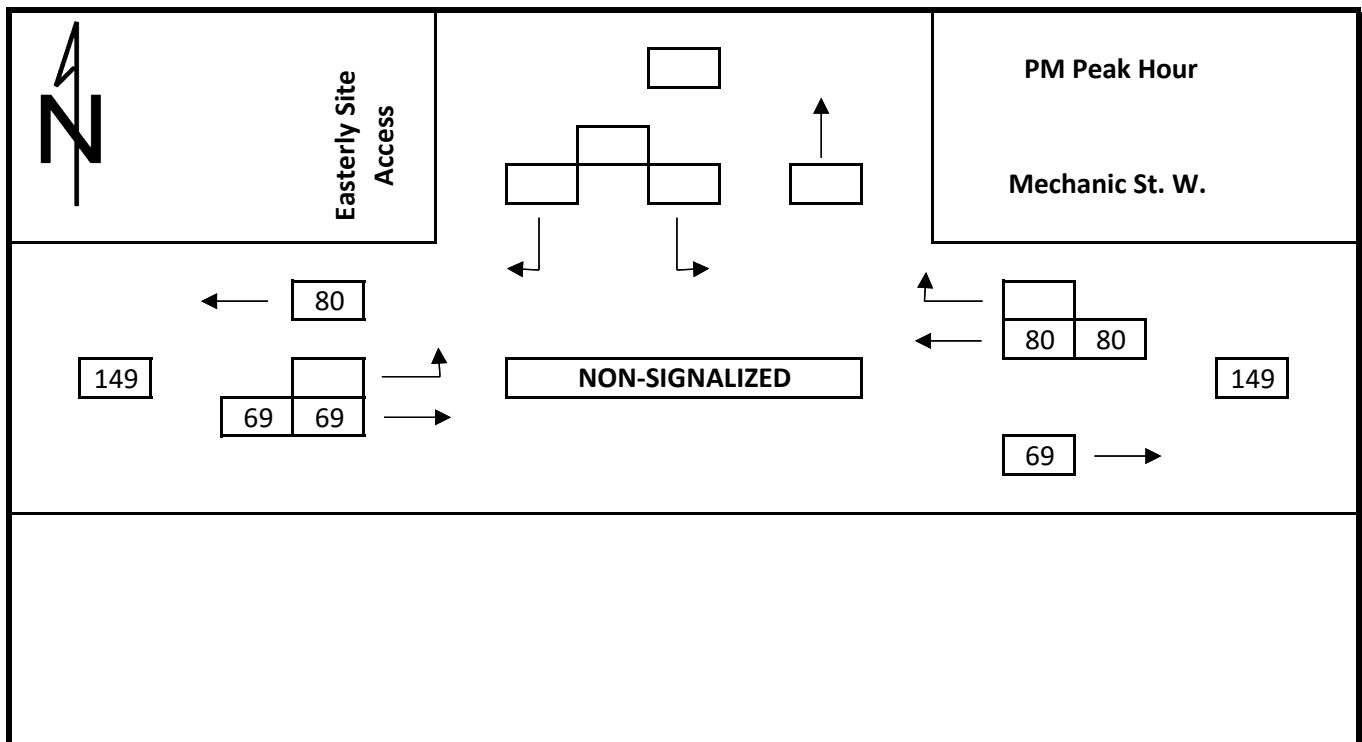 N
Easterly Site
Access
PM Peak Hour
Mechanic St. W.
80
80 80
149
NON-SIGNALIZED
149
69 69
69